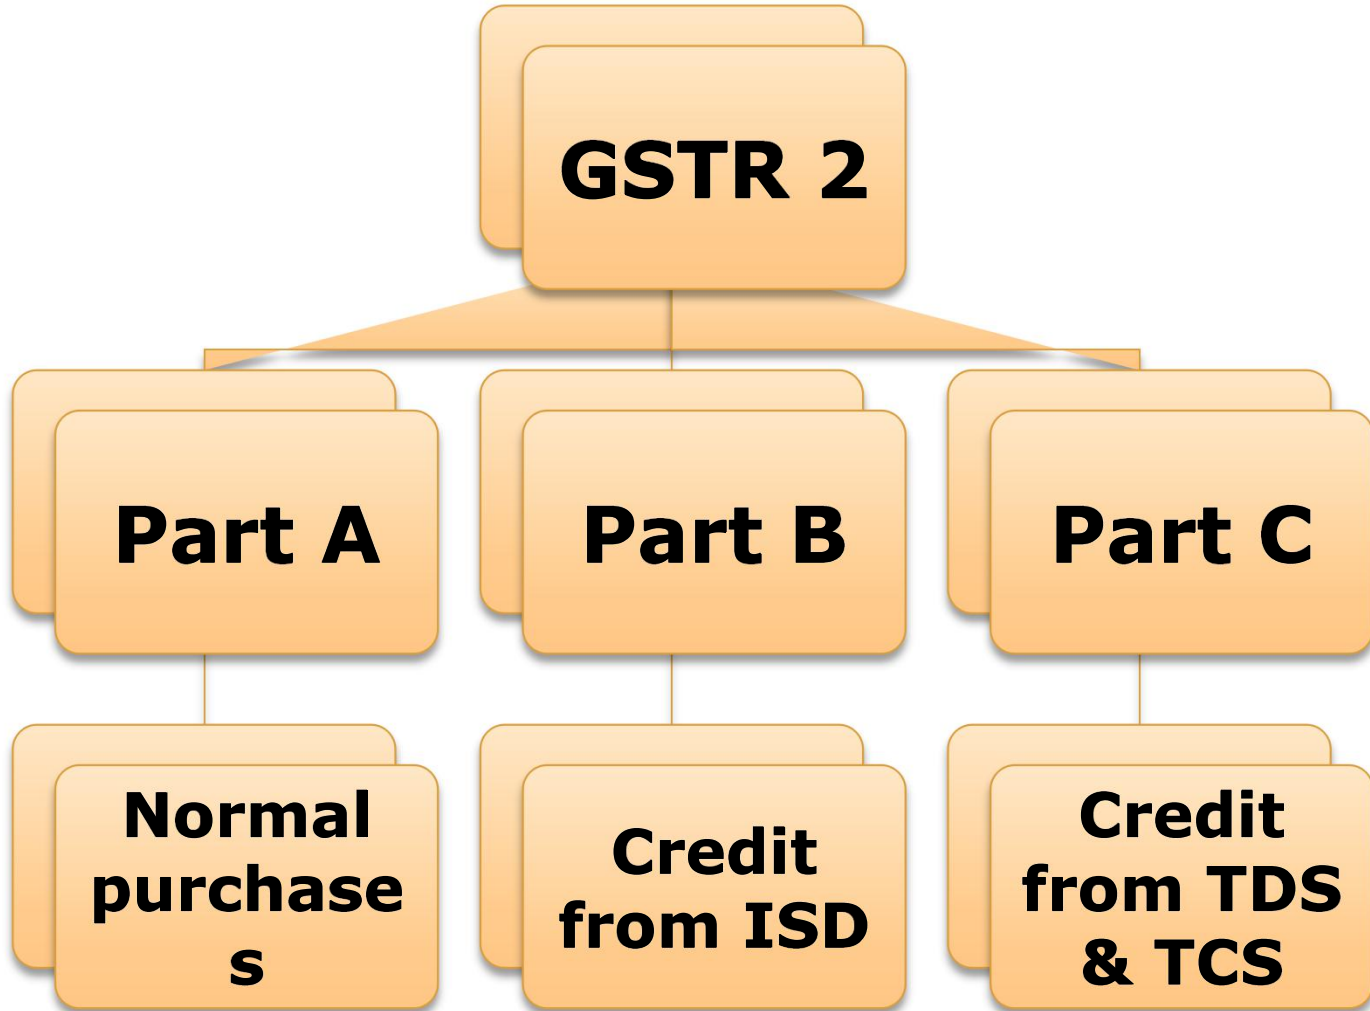 GSTR 2
Part A
Part B
Part C
Normal
purchase
s
Credit
from ISD
Credit
from TDS
& TCS